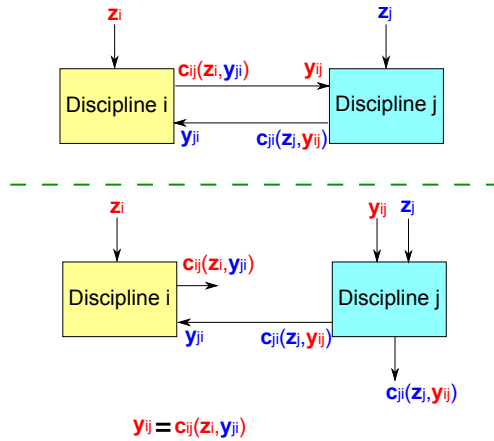 zi
zj
cij(zi,yji)
yij
Discipline i
Discipline j
yji
cji(zj,yij)
zi
yij
zj
cij(zi,yji)
Discipline i
Discipline j
yji
cji(zj,yij)
cji(zj,yij)
yij=cij(zi,yji)